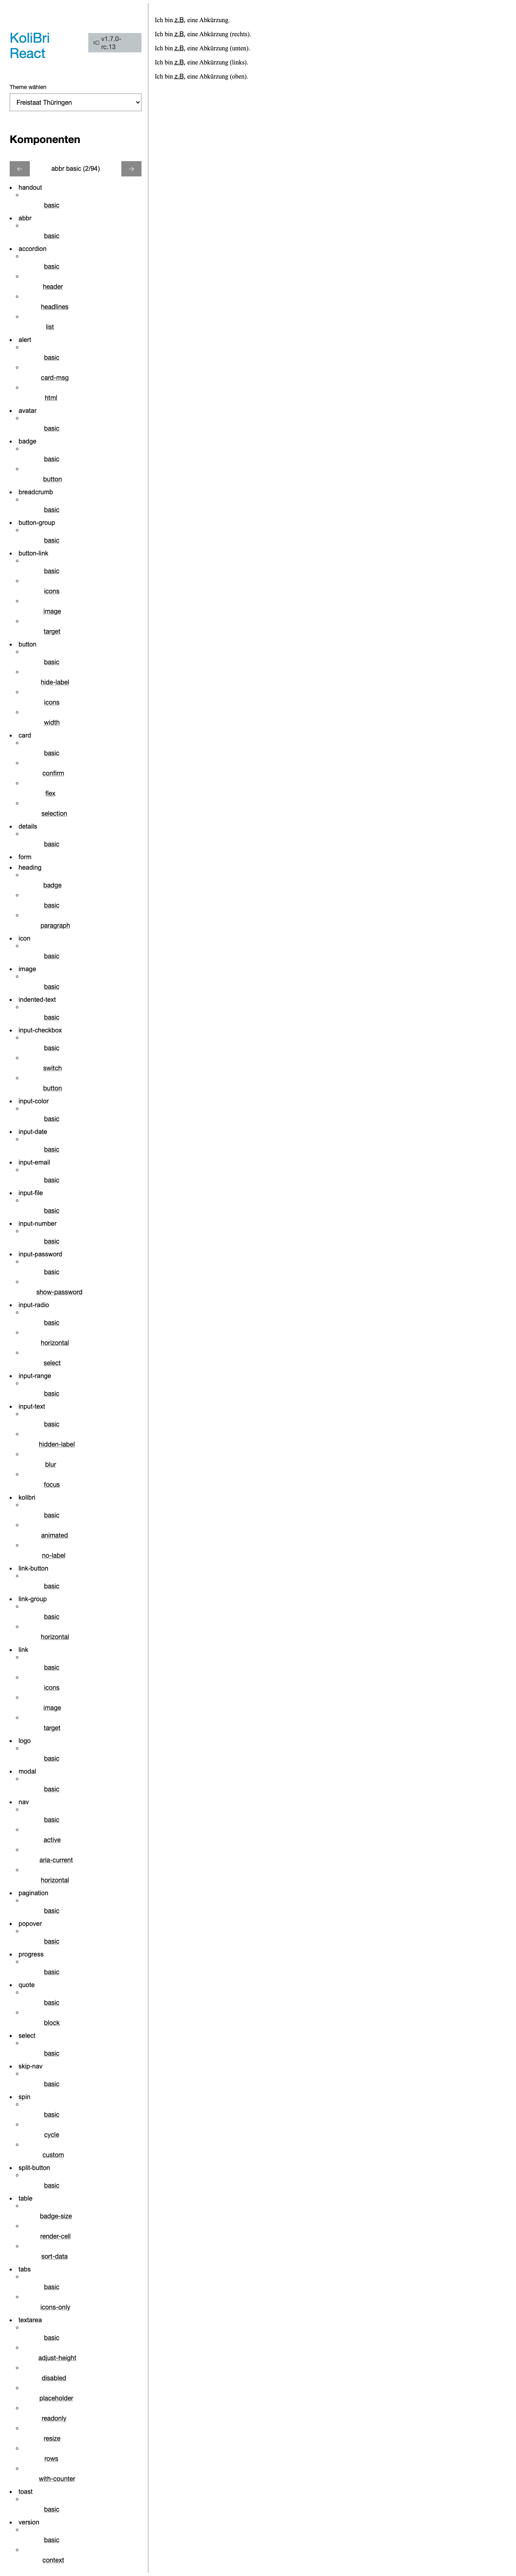 KoliBri
React
v1.7.0-
rc.13
Theme wählen
Freistaat Thüringen
Komponenten
abbr basic (2/94)
handout
basic
abbr
basic
accordion
basic
header
headlines
list
alert
basic
card-msg
html
avatar
basic
badge
basic
button
breadcrumb
basic
button-group
basic
button-link
basic
icons
image
target
button
basic
hide-label
icons
width
card
basic
confirm
flex
selection
details
basic
form
heading
badge
basic
paragraph
icon
basic
image
basic
indented-text
basic
input-checkbox
basic
switch
button
input-color
basic
input-date
basic
input-email
basic
input-file
basic
input-number
basic
input-password
basic
show-password
input-radio
basic
horizontal
select
input-range
basic
input-text
basic
hidden-label
blur
focus
kolibri
basic
animated
no-label
link-button
basic
link-group
basic
horizontal
link
basic
icons
image
target
logo
basic
modal
basic
nav
basic
active
aria-current
horizontal
pagination
basic
popover
basic
progress
basic
quote
basic
block
select
basic
skip-nav
basic
spin
basic
cycle
custom
split-button
basic
table
badge-size
render-cell
sort-data
tabs
basic
icons-only
textarea
basic
adjust-height
disabled
placeholder
readonly
resize
rows
with-counter
toast
basic
version
basic
context
Ich bin z.B. eine Abkürzung.
Ich bin z.B. eine Abkürzung (rechts).
Ich bin z.B. eine Abkürzung (unten).
Ich bin z.B. eine Abkürzung (links).
Ich bin z.B. eine Abkürzung (oben).